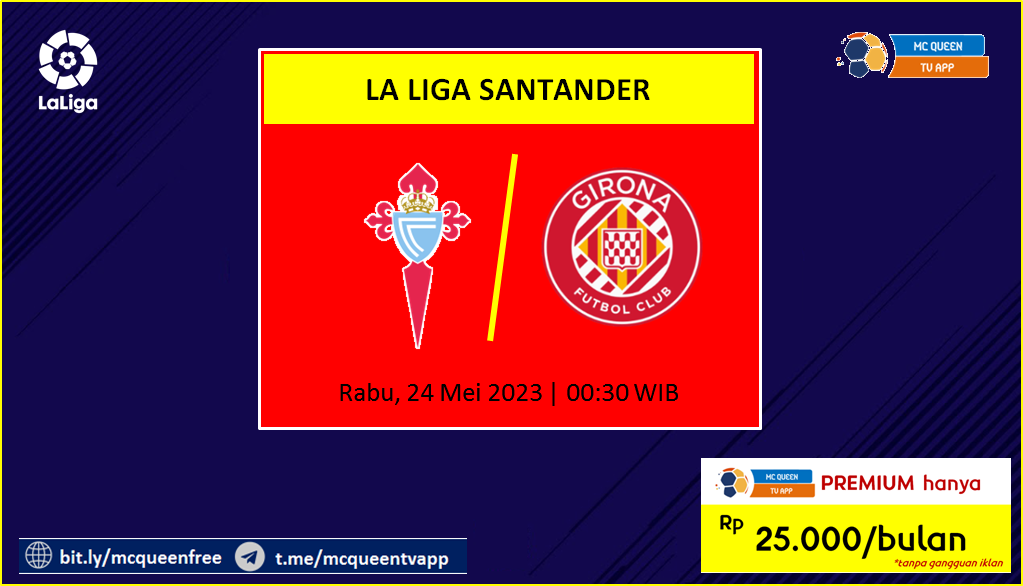 LaLiga
MC QUEEN
TV APP
LA LIGA SANTANDER
GIRONA
FUTBOL CLUB
Rabu, 24 Mei 2023 | 00:30 WIB
MC QUEEN
TV APP
PREMIUM hanya
Rp 25.000/bulan
*tanpa gangguan iklan
bit.ly/mcqueenfree t.me/mcqueentvapp